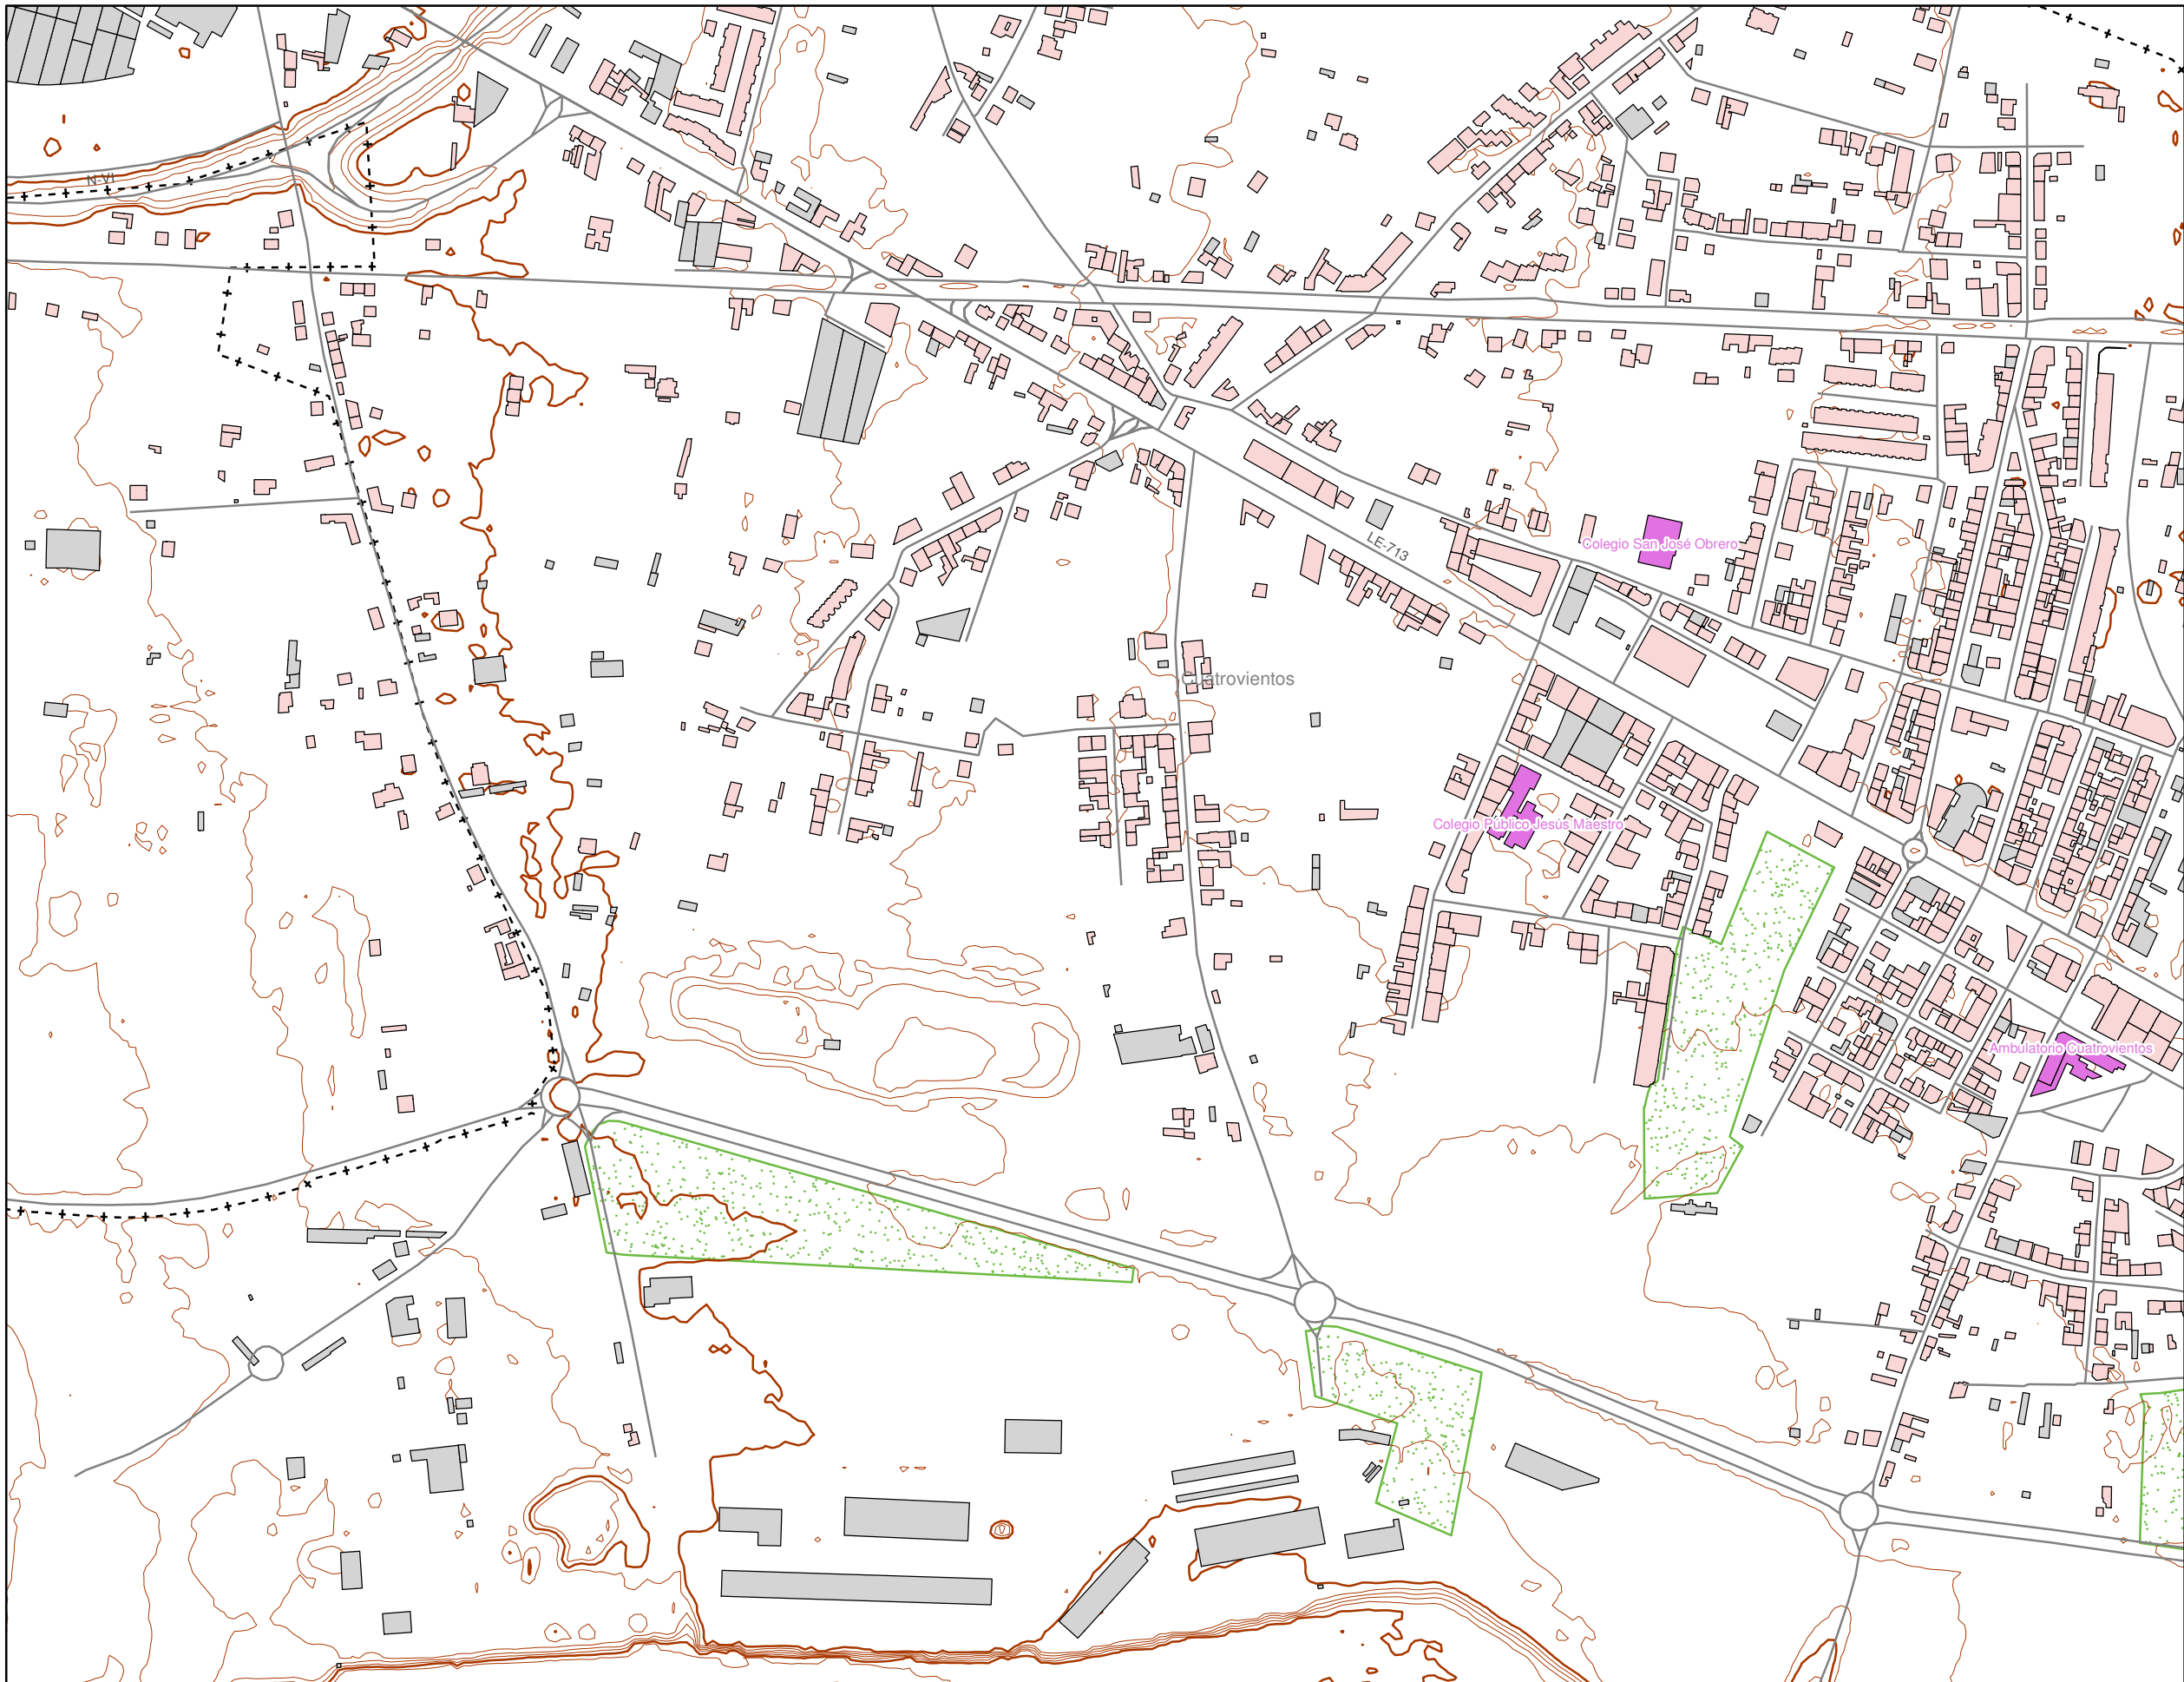 N-VI
LE-713
Colegio San José Obrero
Cuatrovientos
Colegio Público Jesús Maestro
Ambulatorio Cuatrovientos